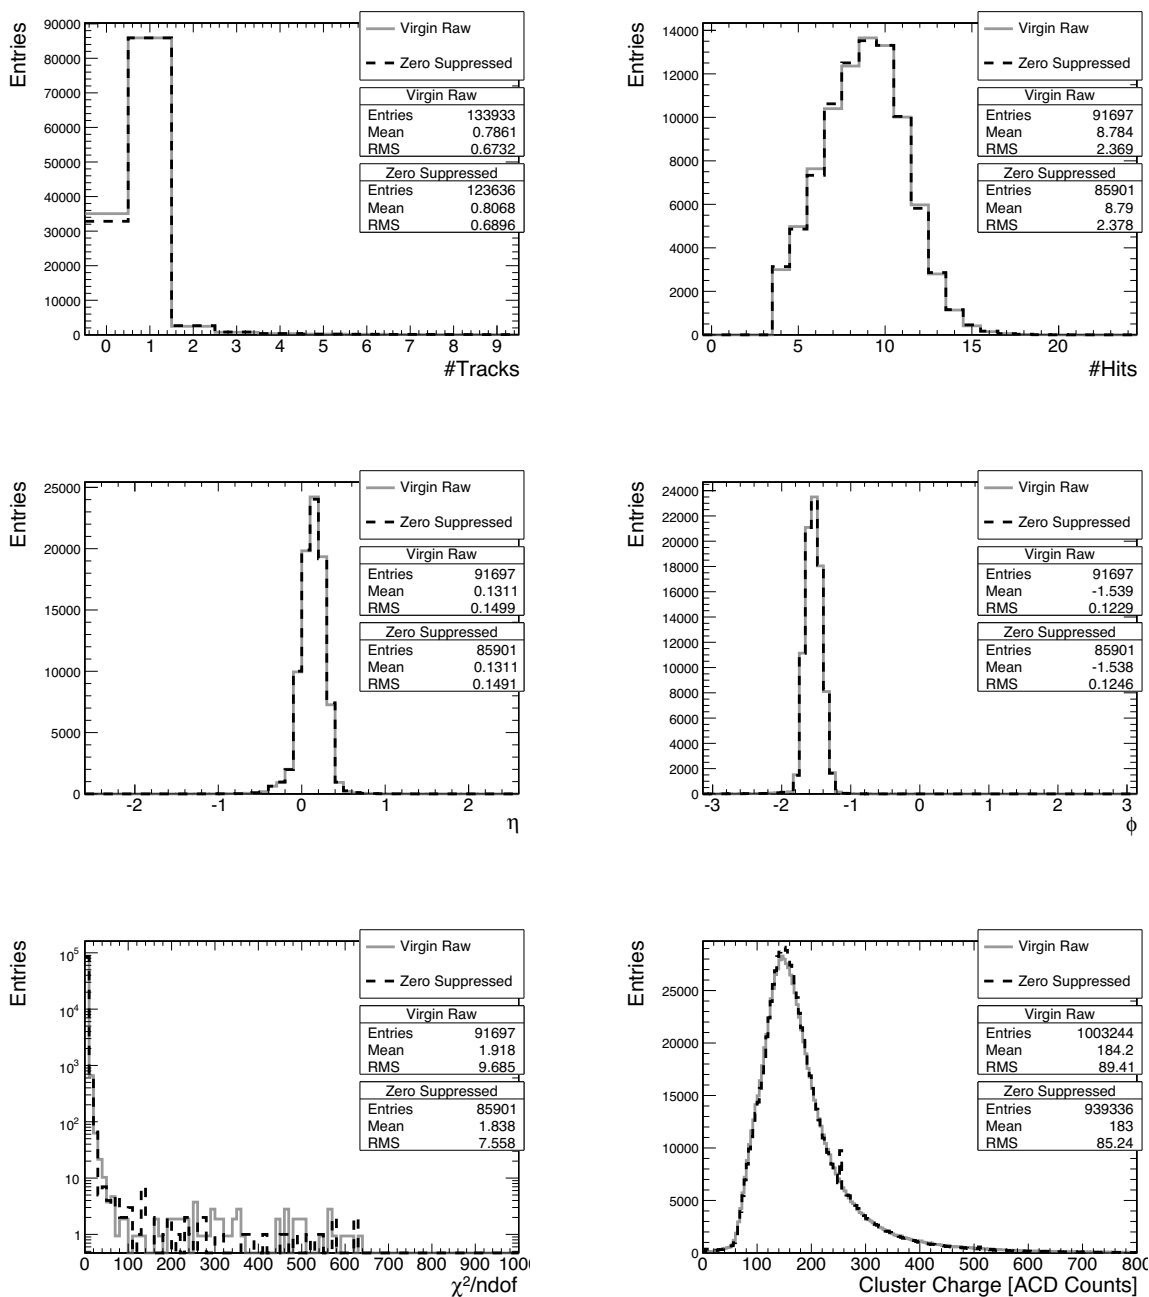 Entries
90000
80000
70000
60000
50000
40000
30000
20000
10000
0
0 1 2 3 4 5 6 7 8 9
#Tracks
Virgin Raw
Zero Suppressed
Virgin Raw
Entries 133933
Mean 0.7861
RMS 0.6732
Zero Suppressed
Entries 123636
Mean 0.8068
RMS 0.6896
Entries
14000
12000
10000
8000
6000
4000
2000
0
0 5 10 15 20
#Hits
Virgin Raw
Zero Suppressed
Virgin Raw
Entries 91697
Mean 8.784
RMS 2.369
Zero Suppressed
Entries 85901
Mean 8.79
RMS 2.378
Entries
25000
20000
15000
10000
5000
0
-2 -1 0 1 2
η
Virgin Raw
Zero Suppressed
Virgin Raw
Entries 91697
Mean 0.1311
RMS 0.1499
Zero Suppressed
Entries 85901
Mean 0.1311
RMS 0.1491
Entries
24000
22000
20000
18000
16000
14000
12000
10000
8000
6000
4000
2000
0
-3 -2 -1 0 1 2 3
ϕ
Virgin Raw
Zero Suppressed
Virgin Raw
Entries 91697
Mean -1.539
RMS 0.1229
Zero Suppressed
Entries 85901
Mean -1.538
RMS 0.1246
Entries
10⁵
10⁴
10³
10²
10
1
0 100 200 300 400 500 600 700 800 900 100
χ²/ndof
Virgin Raw
Zero Suppressed
Virgin Raw
Entries 91697
Mean 1.918
RMS 9.685
Zero Suppressed
Entries 85901
Mean 1.838
RMS 7.558
Entries
25000
20000
15000
10000
5000
0
0 100 200 300 400 500 600 700 800
Cluster Charge [ACD Counts]
Virgin Raw
Zero Suppressed
Virgin Raw
Entries 1003244
Mean 184.2
RMS 89.41
Zero Suppressed
Entries 939336
Mean 183
RMS 85.24